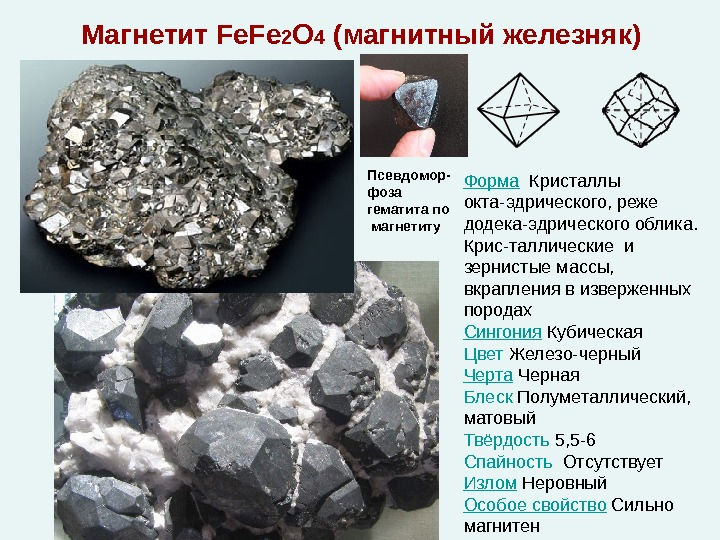 Магнетит FeFe2O4 (магнитный железняк)
Псевдомор-
фоза
гематита по
магнетиту
Форма Кристаллы
окта-эдрического, реже
додека-эдрического облика.
Крис-таллические и
зернистые массы,
вкрапления в изверженных
породах
Сингония Кубическая
Цвет Железо-черный
Черта Черная
Блеск Полуметаллический,
матовый
Твёрдость 5,5-6
Спайность Отсутствует
Излом Неровный
Особое свойство Сильно
магнитен